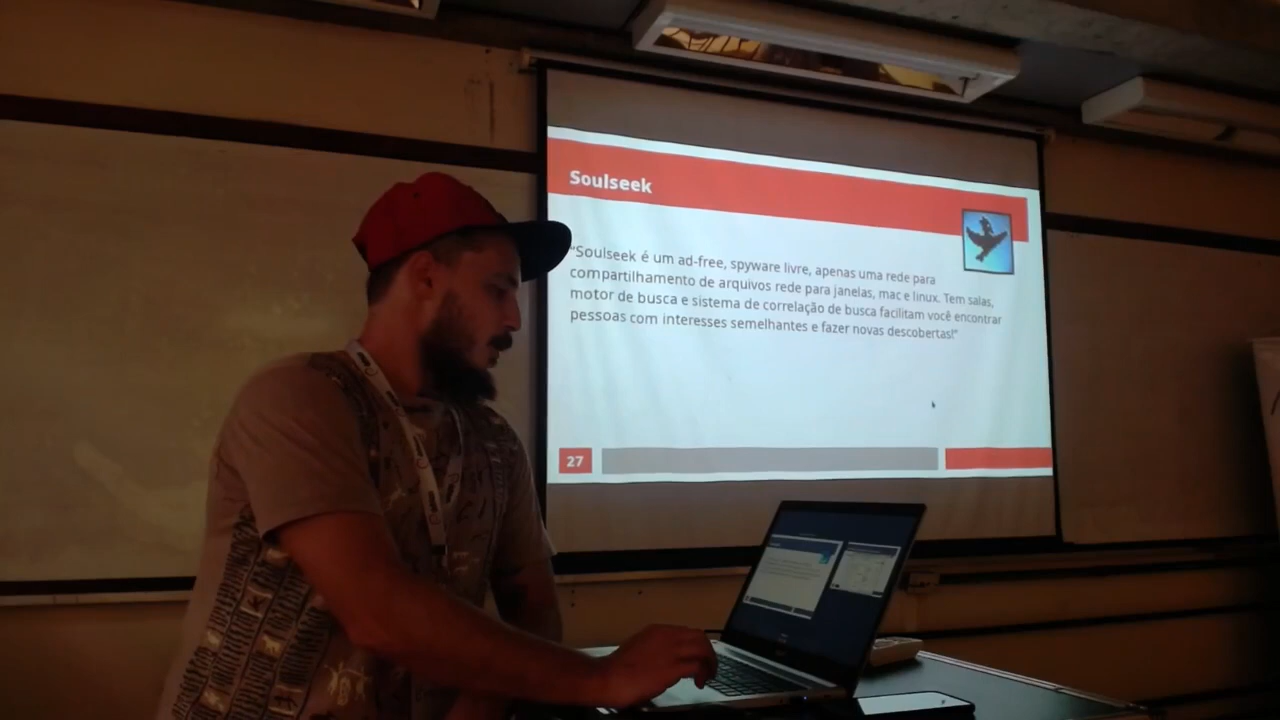 Soulseek
“Soulseek é um ad-free, spyware livre, apenas uma rede para
compartilhamento de arquivos rede para janelas, mac e linux. Tem salas,
motor de busca e sistema de correlação de busca facilitam você encontrar
pessoas com interesses semelhantes e fazer novas descobertas!”
27